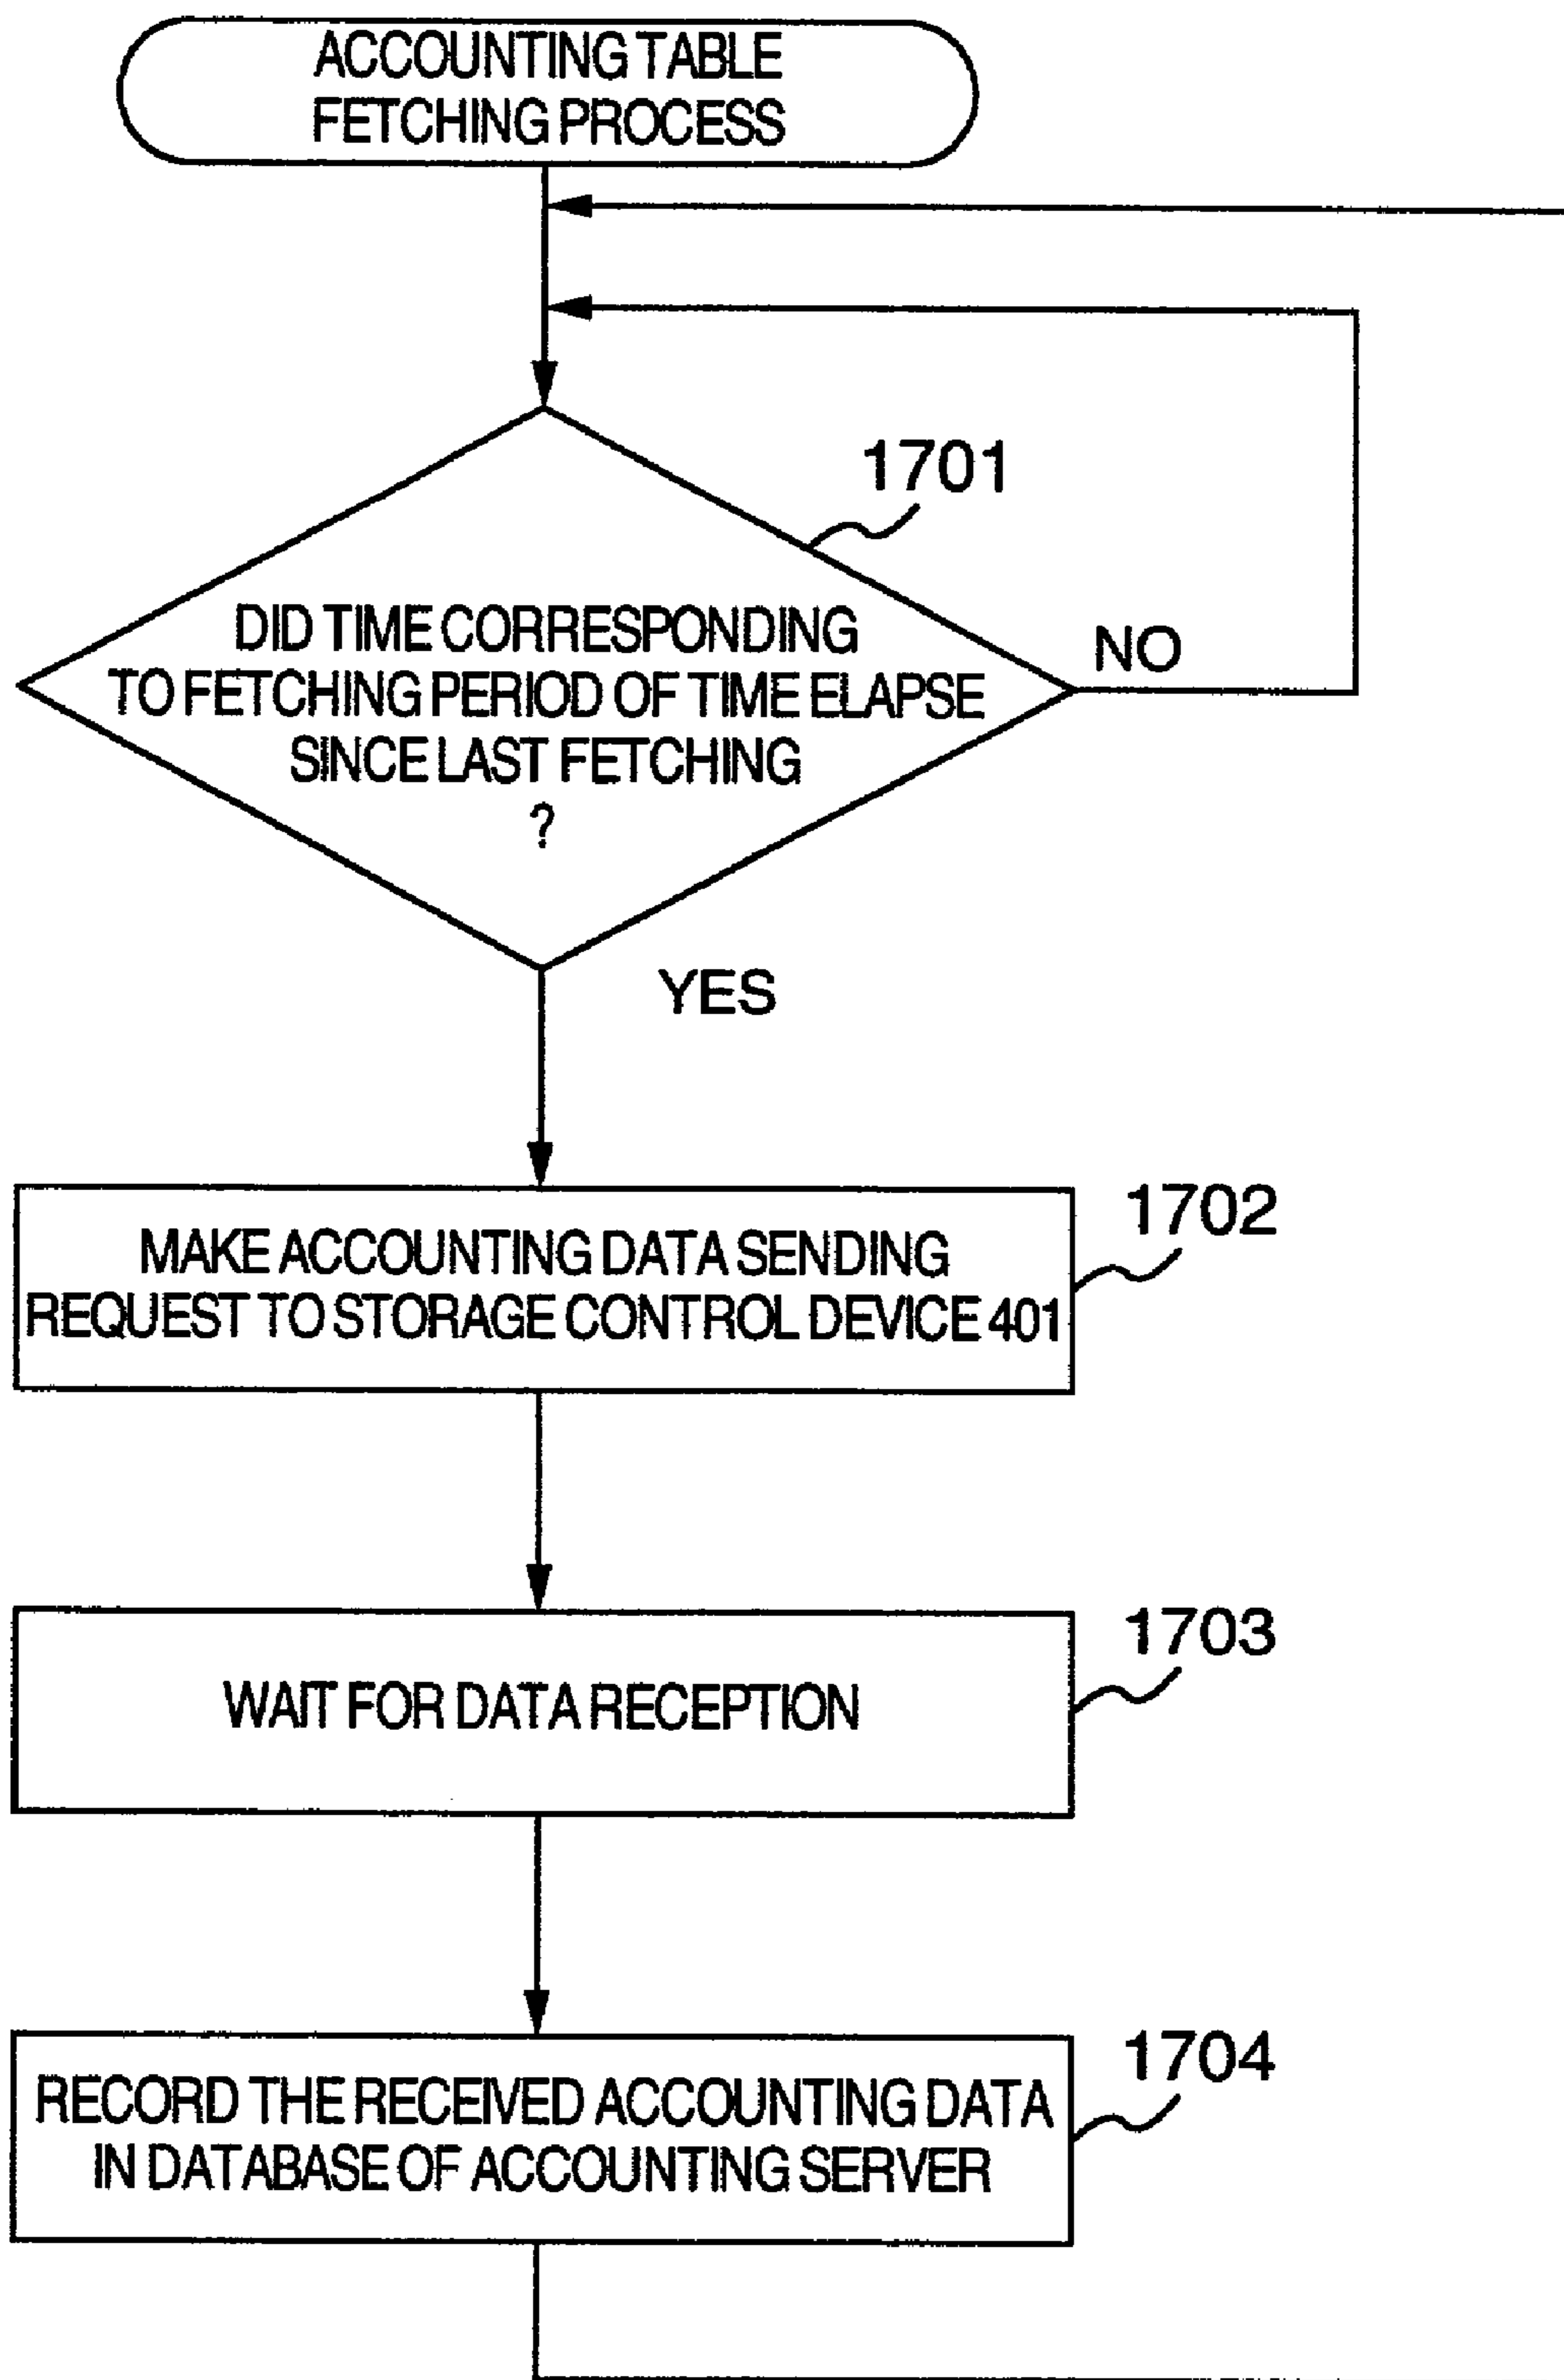 ACCOUNTING TABLE
FETCHING PROCESS
1701
DID TIME CORRESPONDING
TO FETCHING PERIOD OF TIME ELAPSE
SINCE LAST FETCHING
?
NO
YES
1702
MAKE ACCOUNTING DATA SENDING
REQUEST TO STORAGE CONTROL DEVICE 401
1703
WAIT FOR DATA RECEPTION
1704
RECORD THE RECEIVED ACCOUNTING DATA
IN DATABASE OF ACCOUNTING SERVER